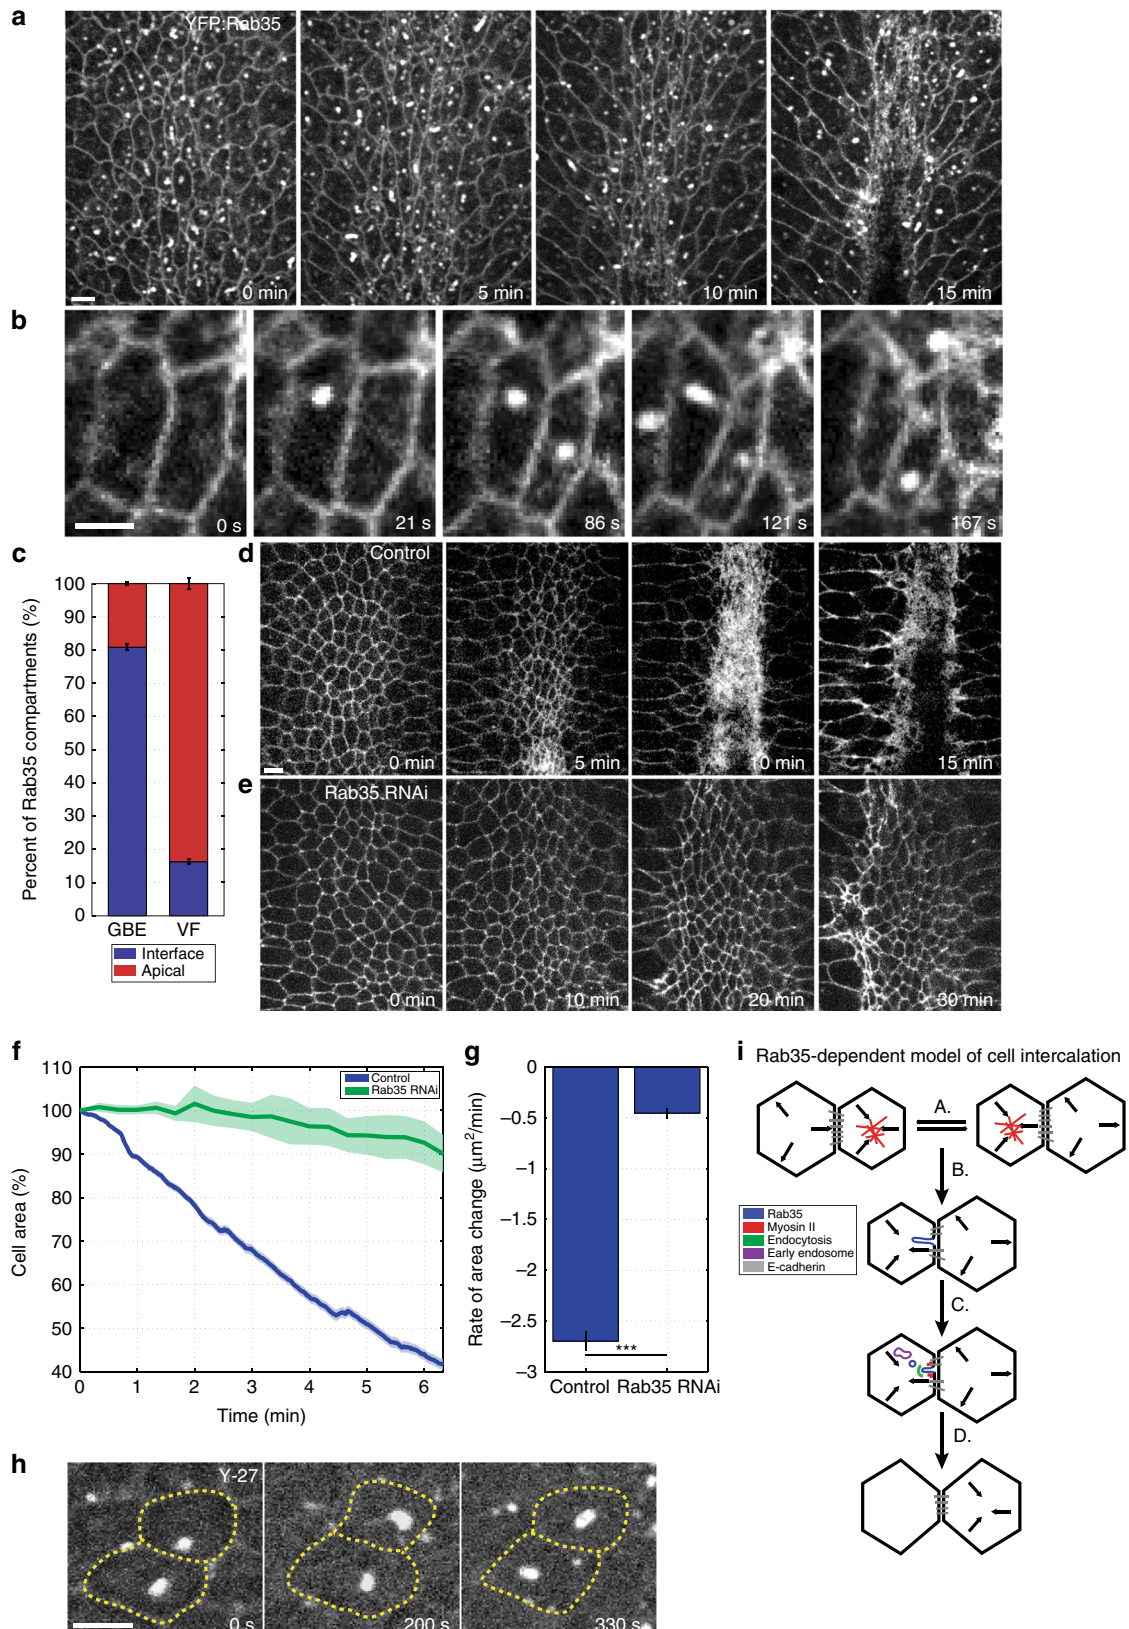 a
YFP:Rab35
0 min
5 min
10 min
15 min
b
0 s
21 s
86 s
121 s
167 s
c
Percent of Rab35 compartments (%)
100
90
80
70
60
50
40
30
20
10
0
GBE
VF
Interface
Apical
d
Control
0 min
5 min
10 min
15 min
e
Rab35 RNAi
0 min
10 min
20 min
30 min
f
Cell area (%)
110
100
90
80
70
60
50
40
0 1 2 3 4 5 6
Time (min)
Control
Rab35 RNAi
g
Rate of area change (μm²/min)
0
−0.5
−1
−1.5
−2
−2.5
−3
***
Control Rab35 RNAi
h
Y-27
0 s
200 s
330 s
i
Rab35-dependent model of cell intercalation
A.
B.
Rab35
Myosin II
Endocytosis
Early endosome
E-cadherin
C.
D.